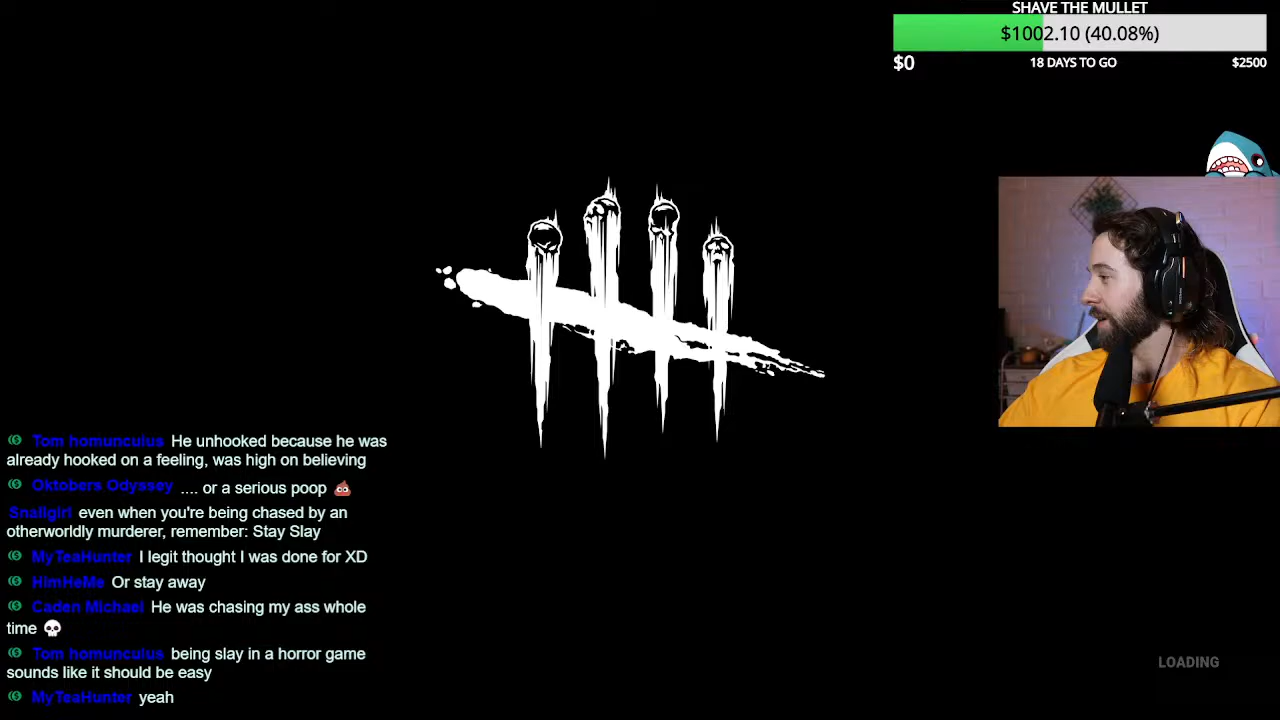 SHAVE THE MULLET
$1002.10 (40.08%)
$0 18 DAYS TO GO $2500
Tom homunculus He unhooked because he was
already hooked on a feeling, was high on believing
Oktobers Odyssey .... or a serious poop 💩
Snailgirl even when you're being chased by an
otherworldly murderer, remember: Stay Slay
MyTeaHunter I legit thought I was done for XD
HimHeMe Or stay away
Caden Michael He was chasing my ass whole
time 💀
Tom homunculus being slay in a horror game
sounds like it should be easy
MyTeaHunter yeah
LOADING